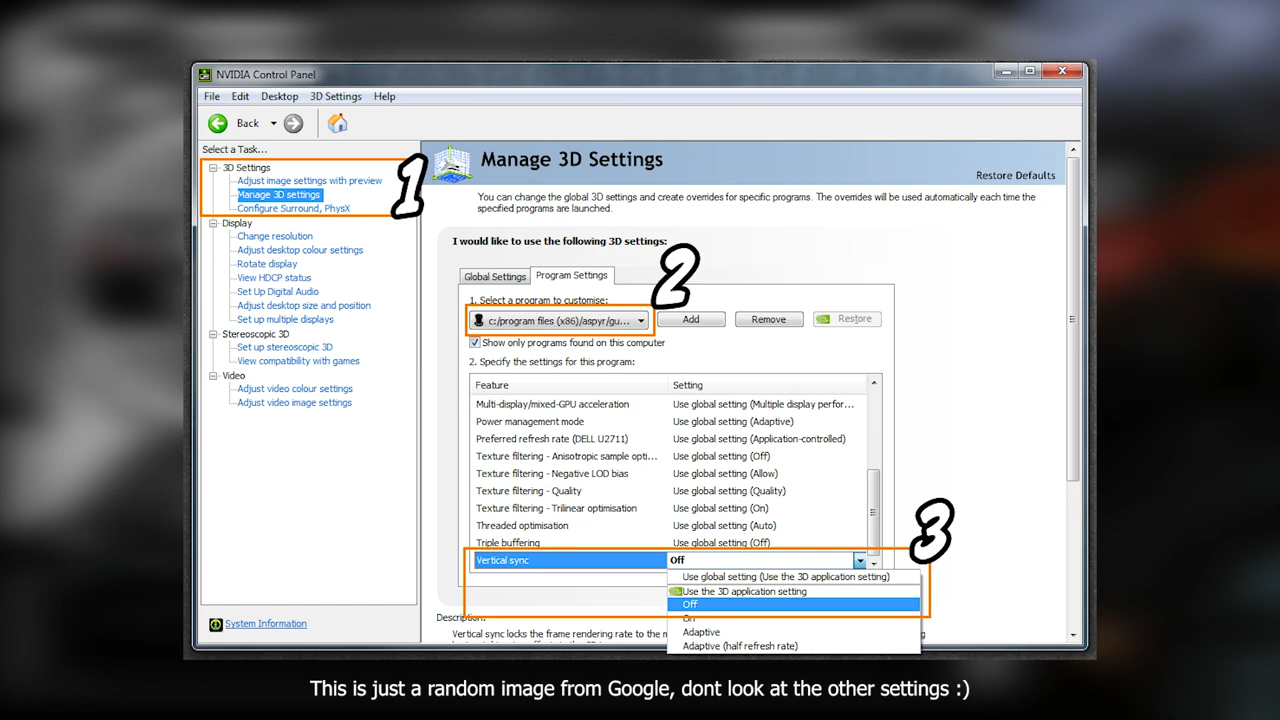 NVIDIA Control Panel
File Edit Desktop 3D Settings Help
Back
Select a Task...
3D Settings
Adjust image settings with preview
Manage 3D settings
Configure Surround, PhysX
Display
Change resolution
Adjust desktop colour settings
Rotate display
View HDCP status
Set Up Digital Audio
Adjust desktop size and position
Set up multiple displays
Stereoscopic 3D
Set up stereoscopic 3D
View compatibility with games
Video
Adjust video colour settings
Adjust video image settings
System Information
1
Manage 3D Settings
Restore Defaults
You can change the global 3D settings and create overrides for specific programs. The overrides will be used automatically each time the
specified programs are launched.
I would like to use the following 3D settings:
2
Global Settings Program Settings
1. Select a program to customise:
c:/program files (x86)/aspyr/gu... Add Remove Restore
Show only programs found on this computer
2. Specify the settings for this program:
Feature Setting
Multi-display/mixed-GPU acceleration Use global setting (Multiple display perfor...
Power management mode Use global setting (Adaptive)
Preferred refresh rate (DELL U2711) Use global setting (Application-controlled)
Texture filtering - Anisotropic sample opti... Use global setting (Off)
Texture filtering - Negative LOD bias Use global setting (Allow)
Texture filtering - Quality Use global setting (Quality)
Texture filtering - Trilinear optimisation Use global setting (On)
Threaded optimisation Use global setting (Auto)
Triple buffering Use global setting (Off)
3
Vertical sync Off
Use global setting (Use the 3D application setting)
Use the 3D application setting
Off
On
Adaptive
Adaptive (half refresh rate)
Description:
Vertical sync locks the frame rendering rate to the m
This is just a random image from Google, dont look at the other settings :)